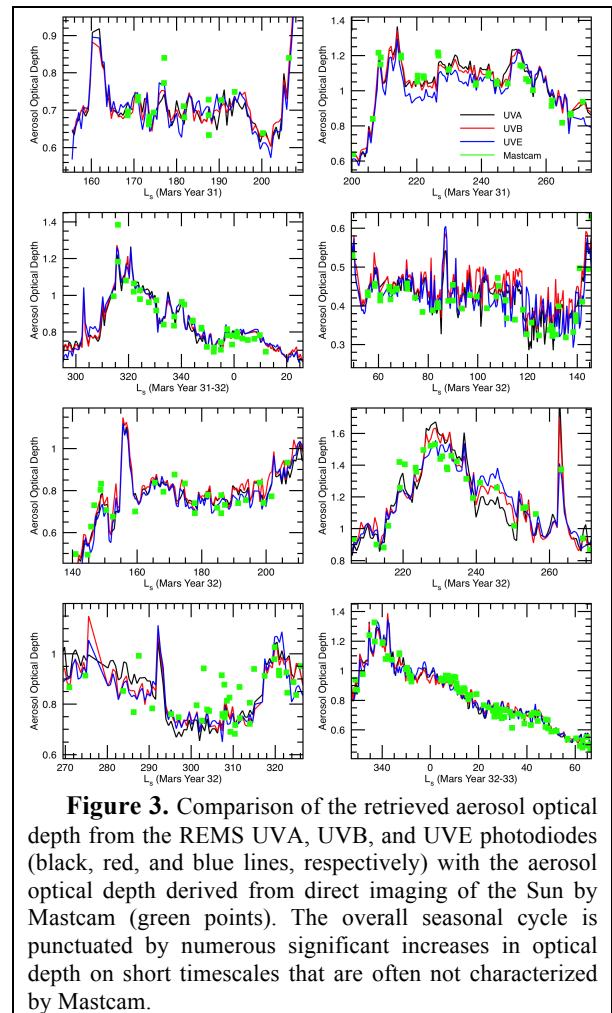 Aerosol Optical Depth
0.9
0.8
0.7
0.6
160 170 180 190 200
Ls (Mars Year 31)
Aerosol Optical Depth
1.4
1.2
1.0
0.8
0.6
UVA
UVB
UVE
Mastcam
200 220 240 260
Ls (Mars Year 31)
Aerosol Optical Depth
1.4
1.2
1
0.8
300 320 340 0 20
Ls (Mars Year 31-32)
Aerosol Optical Depth
0.6
0.5
0.4
0.3
60 80 100 120 140
Ls (Mars Year 32)
Aerosol Optical Depth
1
0.8
0.6
140 160 180 200
Ls (Mars Year 32)
Aerosol Optical Depth
1.6
1.4
1.2
1
0.8
220 240 260
Ls (Mars Year 32)
Aerosol Optical Depth
1.2
1
0.8
0.6
270 280 290 300 310 320
Ls (Mars Year 32)
Aerosol Optical Depth
1.4
1.2
1
0.8
0.6
340 0 20 40 60
Ls (Mars Year 32-33)
Figure 3. Comparison of the retrieved aerosol optical
depth from the REMS UVA, UVB, and UVE photodiodes
(black, red, and blue lines, respectively) with the aerosol
optical depth derived from direct imaging of the Sun by
Mastcam (green points). The overall seasonal cycle is
punctuated by numerous significant increases in optical
depth on short timescales that are often not characterized
by Mastcam.